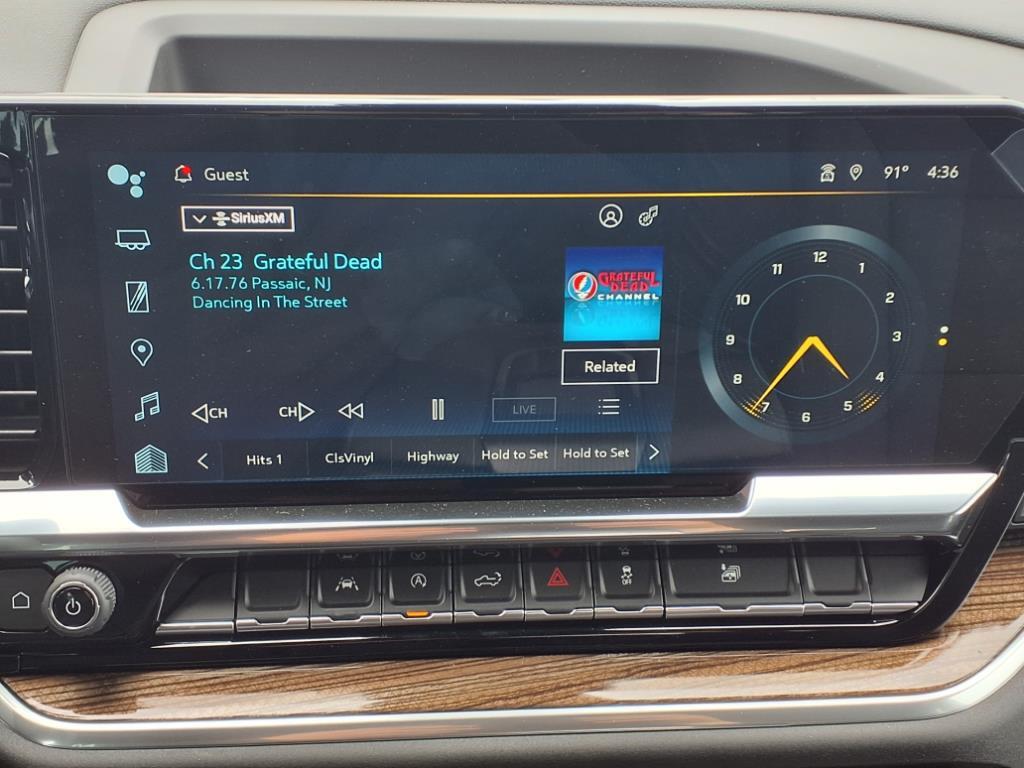 Guest
91° 4:36
SiriusXM
Ch 23 Grateful Dead
6.17.76 Passaic, NJ
Dancing In The Street
GRATEFUL
DEAD
CHANNEL
Related
CH
CH
LIVE
Hits 1
ClsVinyl
Highway
Hold to Set
Hold to Set
12
1
2
3
4
5
6
7
8
9
10
11
A
OFF